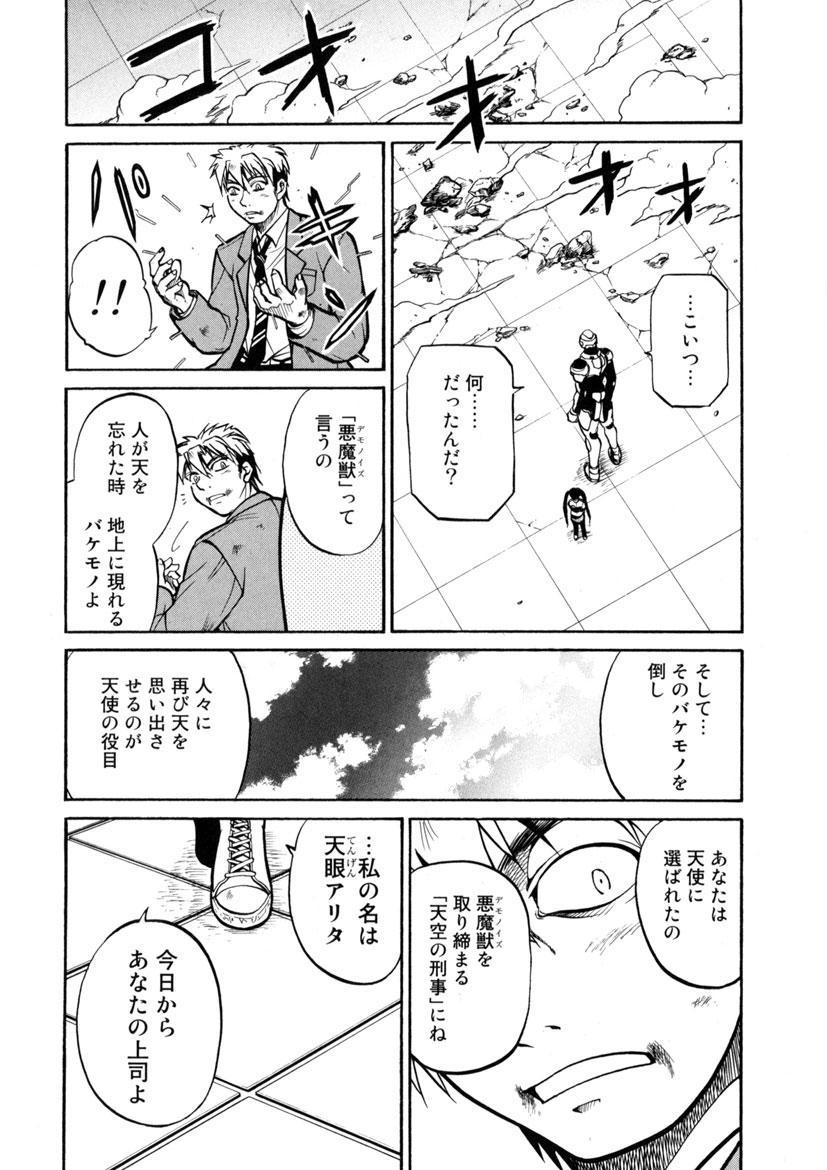 コオオオオ
…こいつ…
何……
だったんだ？
パキ
！！
「悪魔獣」って
デモノイズ
言うの
人が天を
忘れた時
地上に現れる
バケモノよ
そして…
そのバケモノを
倒し
人々に
再び天を
思い出さ
せるのが
天使の役目
あなたは
天使に
選ばれたの
悪魔獣を
デモノイズ
取り締まる
「天空の刑事」にね
…私の名は
天眼アリタ
てんげん
今日から
あなたの上司よ